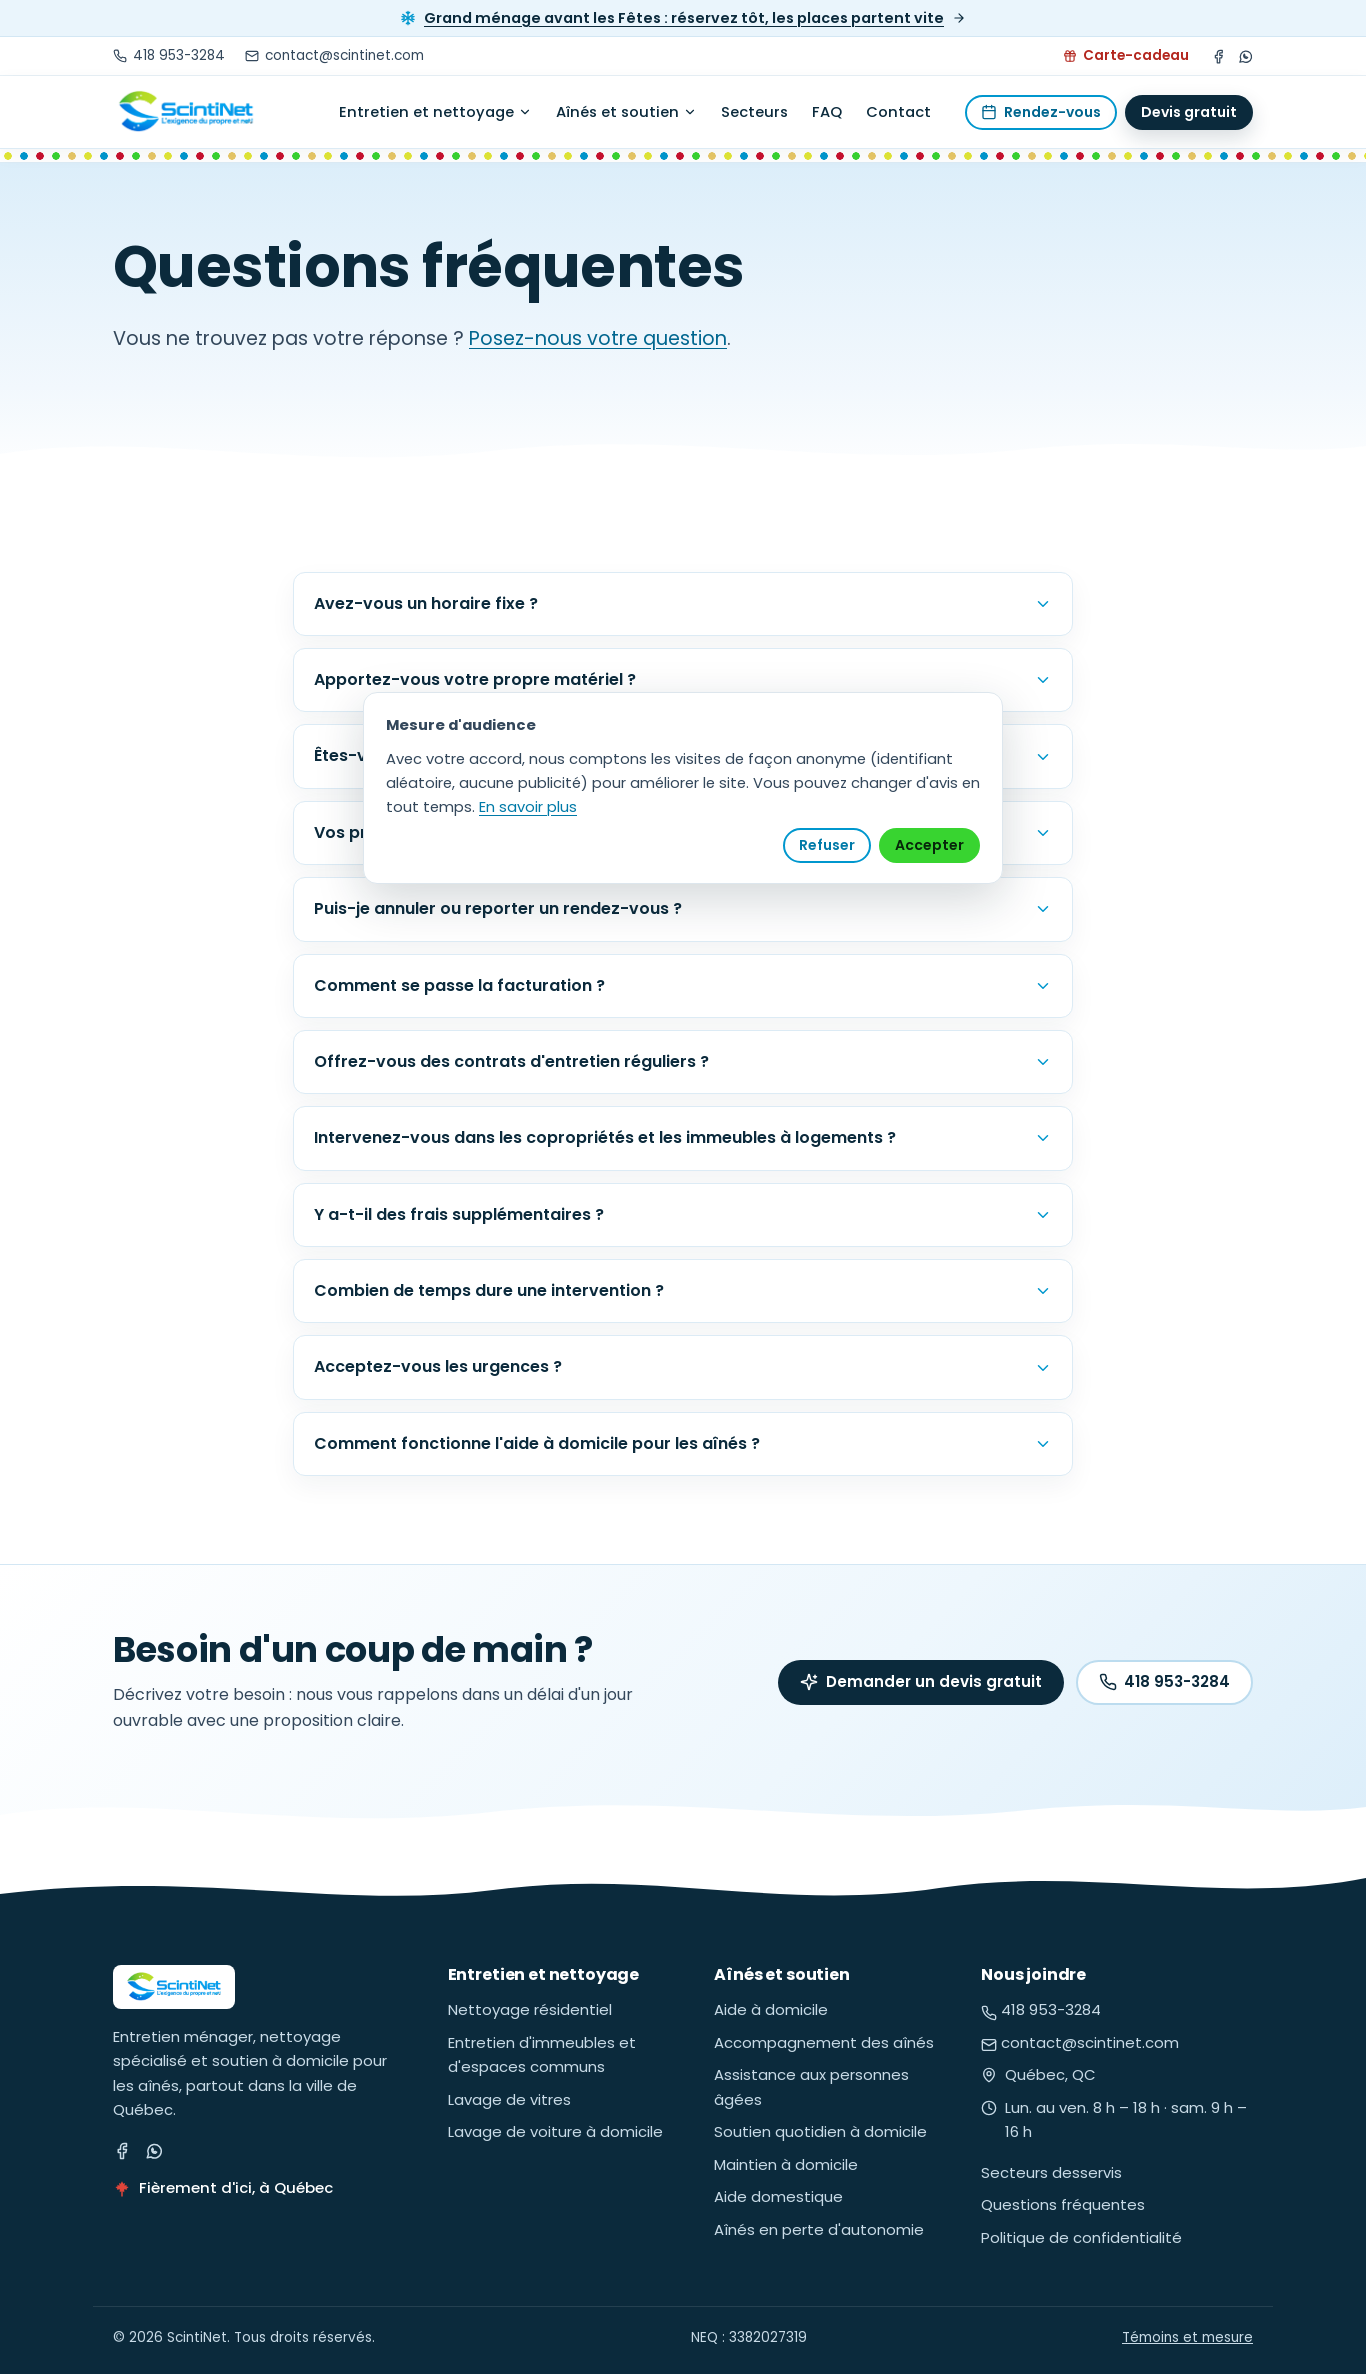 Grand ménage avant les Fêtes : réservez tôt, les places partent vite
418 953-3284 contact@scintinet.com Carte-cadeau
ScintiNet
L'exigence du propre et net!
Entretien et nettoyage Aînés et soutien Secteurs FAQ Contact Rendez-vous Devis gratuit
Questions fréquentes
Vous ne trouvez pas votre réponse ? Posez-nous votre question.
Avez-vous un horaire fixe ?
Apportez-vous votre propre matériel ?
Êtes-v
Vos pr
Mesure d'audience
Avec votre accord, nous comptons les visites de façon anonyme (identifiant
aléatoire, aucune publicité) pour améliorer le site. Vous pouvez changer d'avis en
tout temps. En savoir plus
Refuser Accepter
Puis-je annuler ou reporter un rendez-vous ?
Comment se passe la facturation ?
Offrez-vous des contrats d'entretien réguliers ?
Intervenez-vous dans les copropriétés et les immeubles à logements ?
Y a-t-il des frais supplémentaires ?
Combien de temps dure une intervention ?
Acceptez-vous les urgences ?
Comment fonctionne l'aide à domicile pour les aînés ?
Besoin d'un coup de main ?
Décrivez votre besoin : nous vous rappelons dans un délai d'un jour
ouvrable avec une proposition claire.
Demander un devis gratuit 418 953-3284
ScintiNet
L'exigence du propre et net!
Entretien ménager, nettoyage
spécialisé et soutien à domicile pour
les aînés, partout dans la ville de
Québec.
Fièrement d'ici, à Québec
Entretien et nettoyage
Nettoyage résidentiel
Entretien d'immeubles et
d'espaces communs
Lavage de vitres
Lavage de voiture à domicile
Aînés et soutien
Aide à domicile
Accompagnement des aînés
Assistance aux personnes
âgées
Soutien quotidien à domicile
Maintien à domicile
Aide domestique
Aînés en perte d'autonomie
Nous joindre
418 953-3284
contact@scintinet.com
Québec, QC
Lun. au ven. 8 h – 18 h · sam. 9 h –
16 h
Secteurs desservis
Questions fréquentes
Politique de confidentialité
© 2026 ScintiNet. Tous droits réservés. NEQ : 3382027319 Témoins et mesure